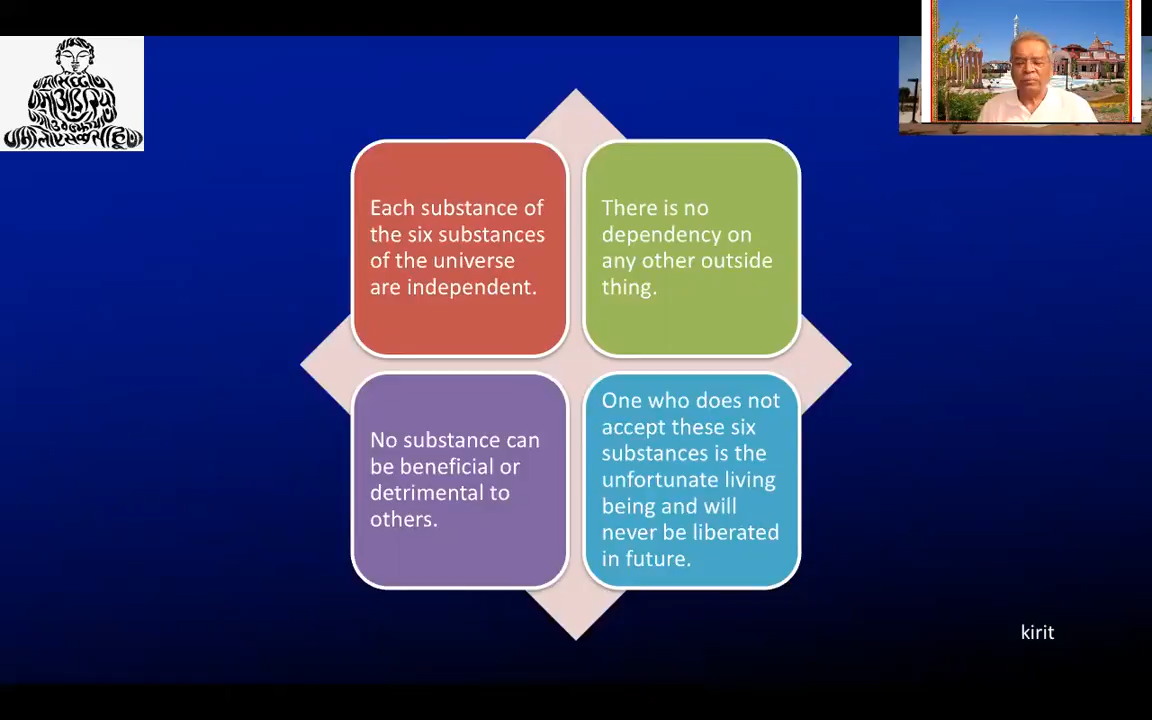 Each substance of
the six substances
of the universe
are independent.
There is no
dependency on
any other outside
thing.
No substance can
be beneficial or
detrimental to
others.
One who does not
accept these six
substances is the
unfortunate living
being and will
never be liberated
in future.
kirit